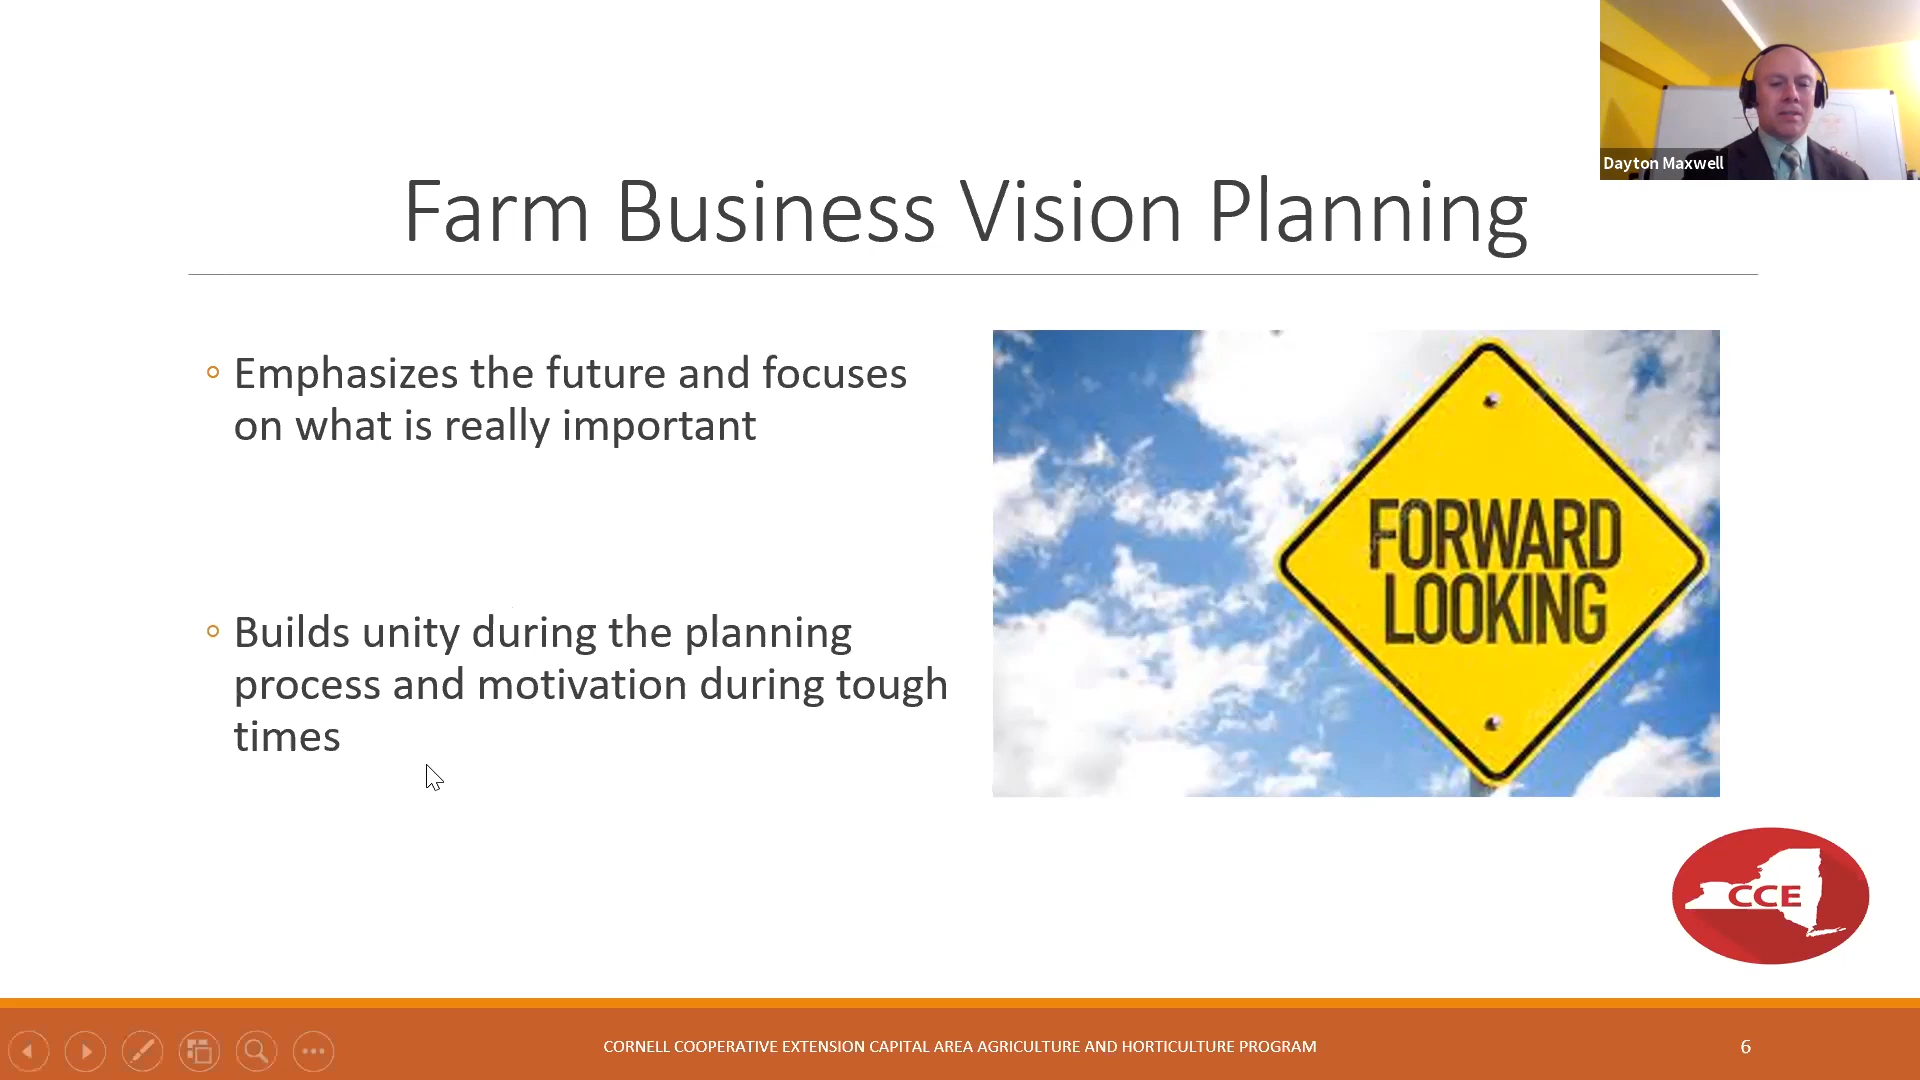 Dayton Maxwell
Farm Business Vision Planning
Emphasizes the future and focuses
on what is really important
Builds unity during the planning
process and motivation during tough
times
FORWARD
LOOKING
CCE
CORNELL COOPERATIVE EXTENSION CAPITAL AREA AGRICULTURE AND HORTICULTURE PROGRAM
6